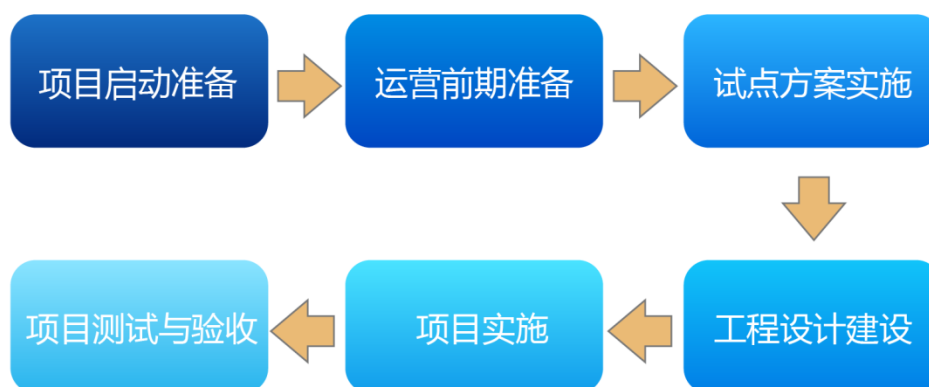 项目启动准备
运营前期准备
试点方案实施
工程设计建设
项目实施
项目测试与验收